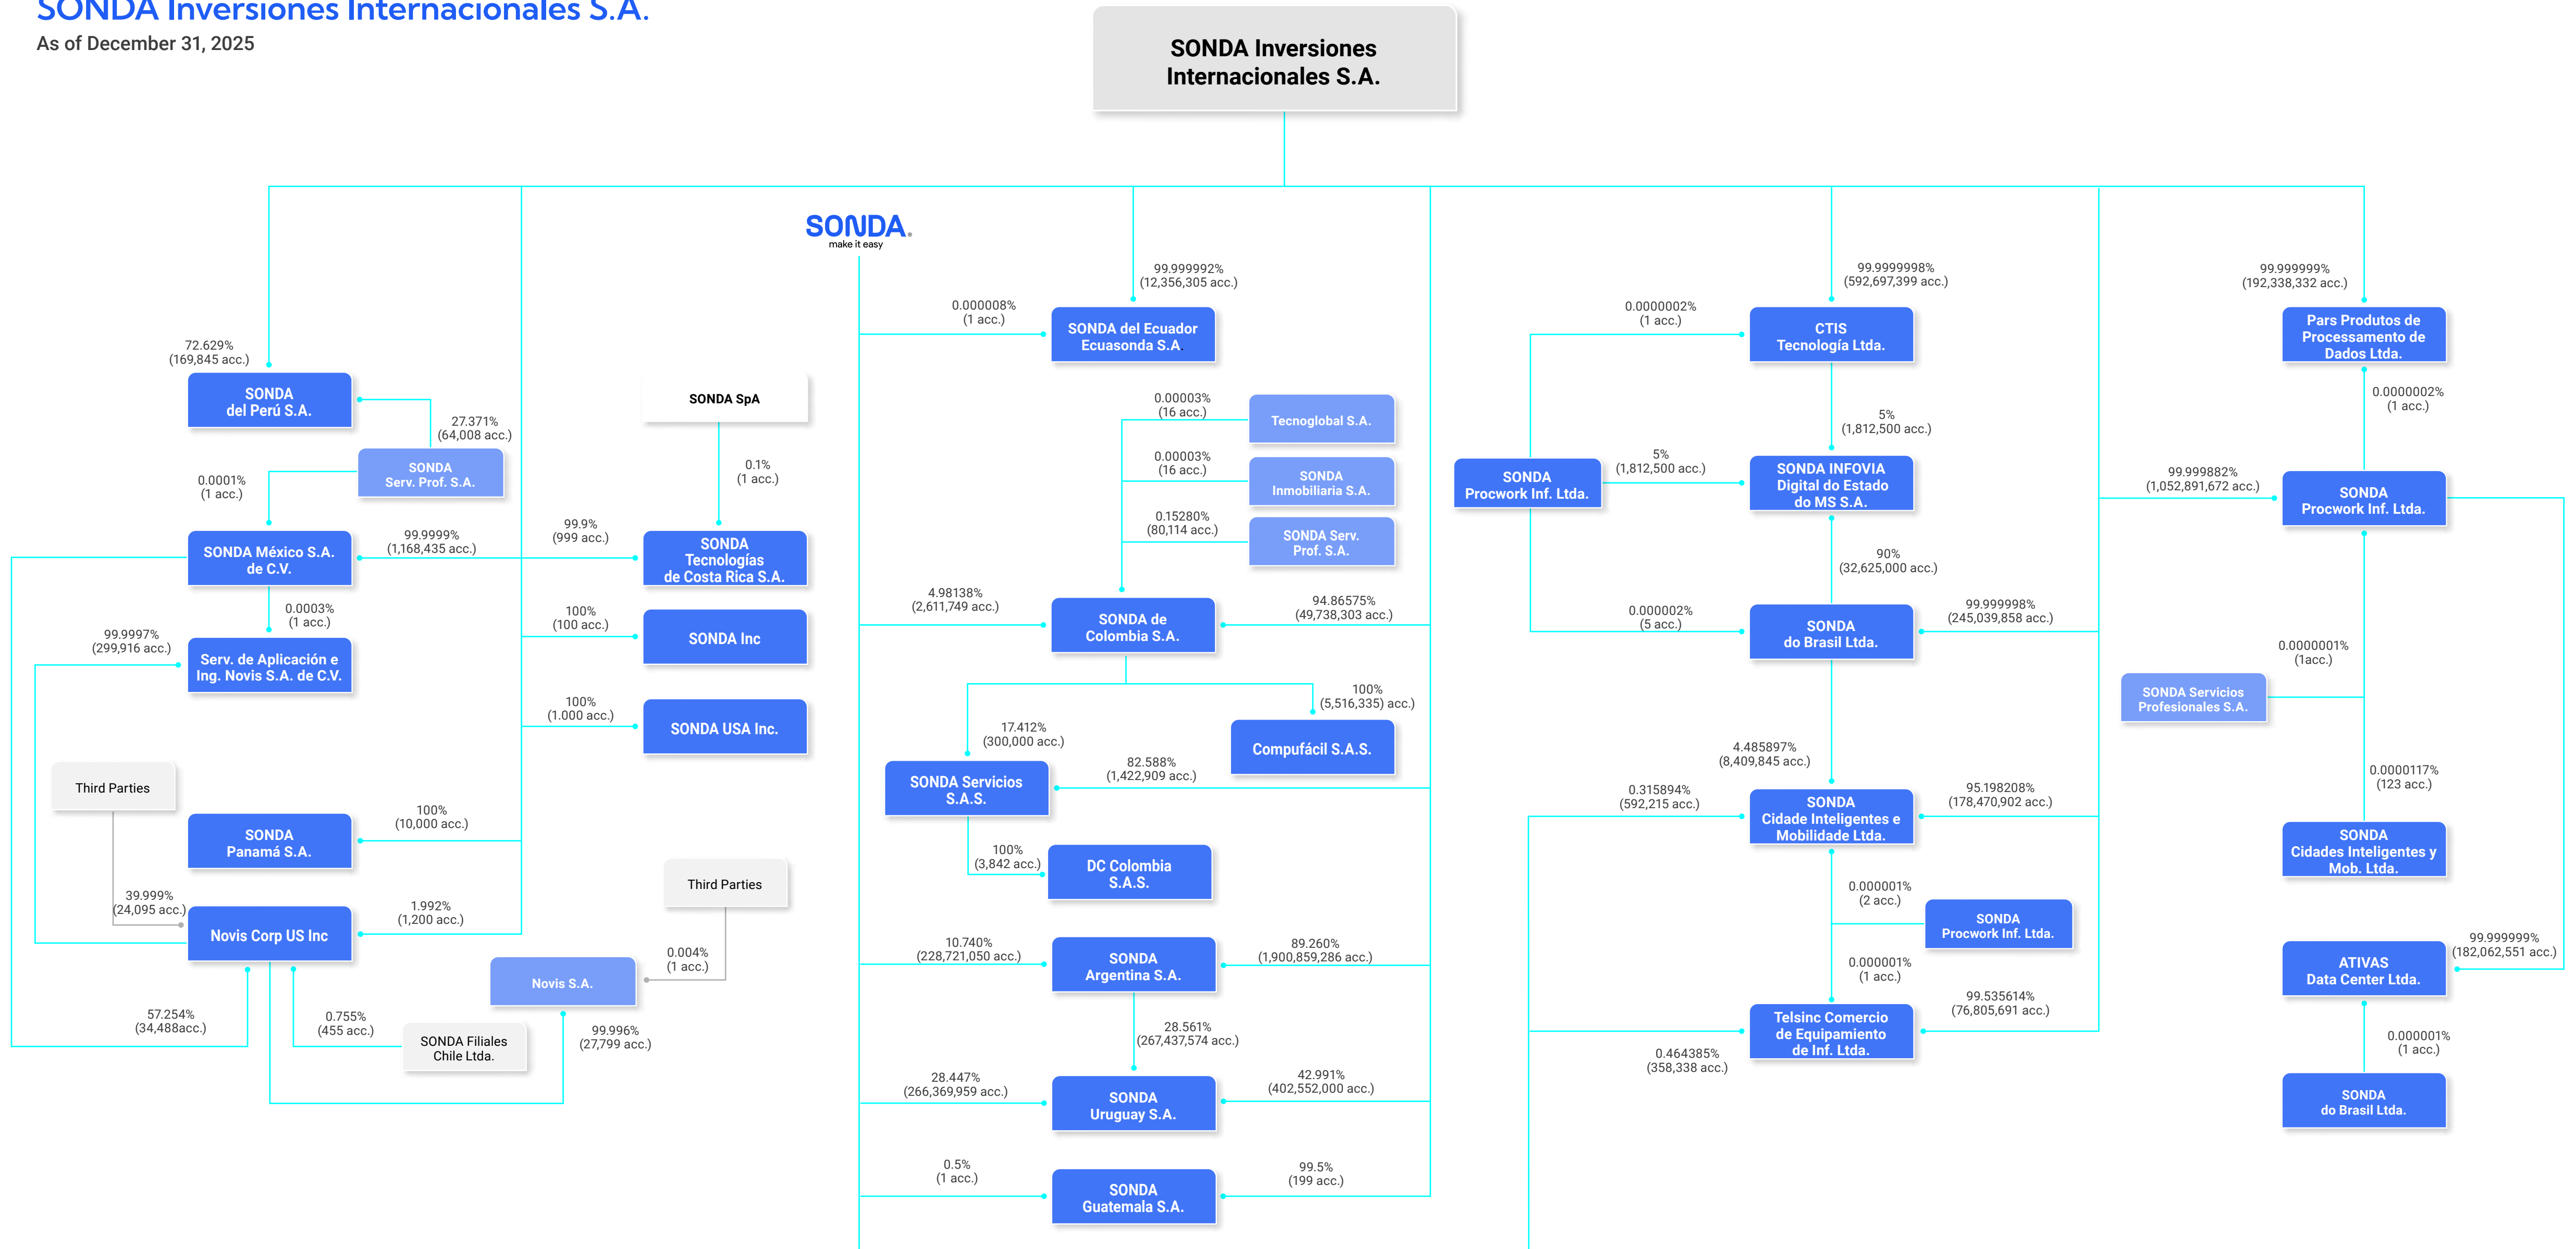 SONDA Inversiones Internacionales S.A.
As of December 31, 2025
SONDA Inversiones
Internacionales S.A.
SONDA
make it easy
72.629%
(169,845 acc.)
SONDA
del Perú S.A.
27.371%
(64,008 acc.)
SONDA
Serv. Prof. S.A.
0.0001%
(1 acc.)
SONDA México S.A.
de C.V.
99.9999%
(1,168,435 acc.)
0.0003%
(1 acc.)
99.9997%
(299,916 acc.)
Serv. de Aplicación e
Ing. Novis S.A. de C.V.
Third Parties
SONDA
Panamá S.A.
100%
(10,000 acc.)
39.999%
(24,095 acc.)
Novis Corp US Inc
1.992%
(1,200 acc.)
57.254%
(34,488acc.)
0.755%
(455 acc.)
SONDA Filiales
Chile Ltda.
SONDA SpA
0.1%
(1 acc.)
99.9%
(999 acc.)
SONDA
Tecnologías
de Costa Rica S.A.
100%
(100 acc.)
SONDA Inc
100%
(1.000 acc.)
SONDA USA Inc.
Third Parties
0.004%
(1 acc.)
Novis S.A.
99.996%
(27,799 acc.)
99.999992%
(12,356,305 acc.)
0.000008%
(1 acc.)
SONDA del Ecuador
Ecuasonda S.A.
0.00003%
(16 acc.)
Tecnoglobal S.A.
0.00003%
(16 acc.)
SONDA
Inmobiliaria S.A.
0.15280%
(80,114 acc.)
SONDA Serv.
Prof. S.A.
4.98138%
(2,611,749 acc.)
SONDA de
Colombia S.A.
94.86575%
(49,738,303 acc.)
100%
(5,516,335) acc.)
Compufácil S.A.S.
17.412%
(300,000 acc.)
82.588%
(1,422,909 acc.)
SONDA Servicios
S.A.S.
100%
(3,842 acc.)
DC Colombia
S.A.S.
10.740%
(228,721,050 acc.)
SONDA
Argentina S.A.
89.260%
(1,900,859,286 acc.)
28.561%
(267,437,574 acc.)
28.447%
(266,369,959 acc.)
SONDA
Uruguay S.A.
42.991%
(402,552,000 acc.)
0.5%
(1 acc.)
SONDA
Guatemala S.A.
99.5%
(199 acc.)
99.9999998%
(592,697,399 acc.)
0.0000002%
(1 acc.)
CTIS
Tecnología Ltda.
5%
(1,812,500 acc.)
SONDA
Procwork Inf. Ltda.
5%
(1,812,500 acc.)
SONDA INFOVIA
Digital do Estado
do MS S.A.
90%
(32,625,000 acc.)
0.000002%
(5 acc.)
SONDA
do Brasil Ltda.
99.999998%
(245,039,858 acc.)
4.485897%
(8,409,845 acc.)
0.315894%
(592,215 acc.)
SONDA
Cidade Inteligentes e
Mobilidade Ltda.
95.198208%
(178,470,902 acc.)
0.000001%
(2 acc.)
SONDA
Procwork Inf. Ltda.
0.000001%
(1 acc.)
Telsinc Comercio
de Equipamiento
de Inf. Ltda.
99.535614%
(76,805,691 acc.)
0.464385%
(358,338 acc.)
99.999999%
(192,338,332 acc.)
Pars Produtos de
Processamento de
Dados Ltda.
0.0000002%
(1 acc.)
99.999882%
(1,052,891,672 acc.)
SONDA
Procwork Inf. Ltda.
0.0000001%
(1acc.)
SONDA Servicios
Profesionales S.A.
0.0000117%
(123 acc.)
SONDA
Cidades Inteligentes y
Mob. Ltda.
99.999999%
(182,062,551 acc.)
ATIVAS
Data Center Ltda.
0.000001%
(1 acc.)
SONDA
do Brasil Ltda.